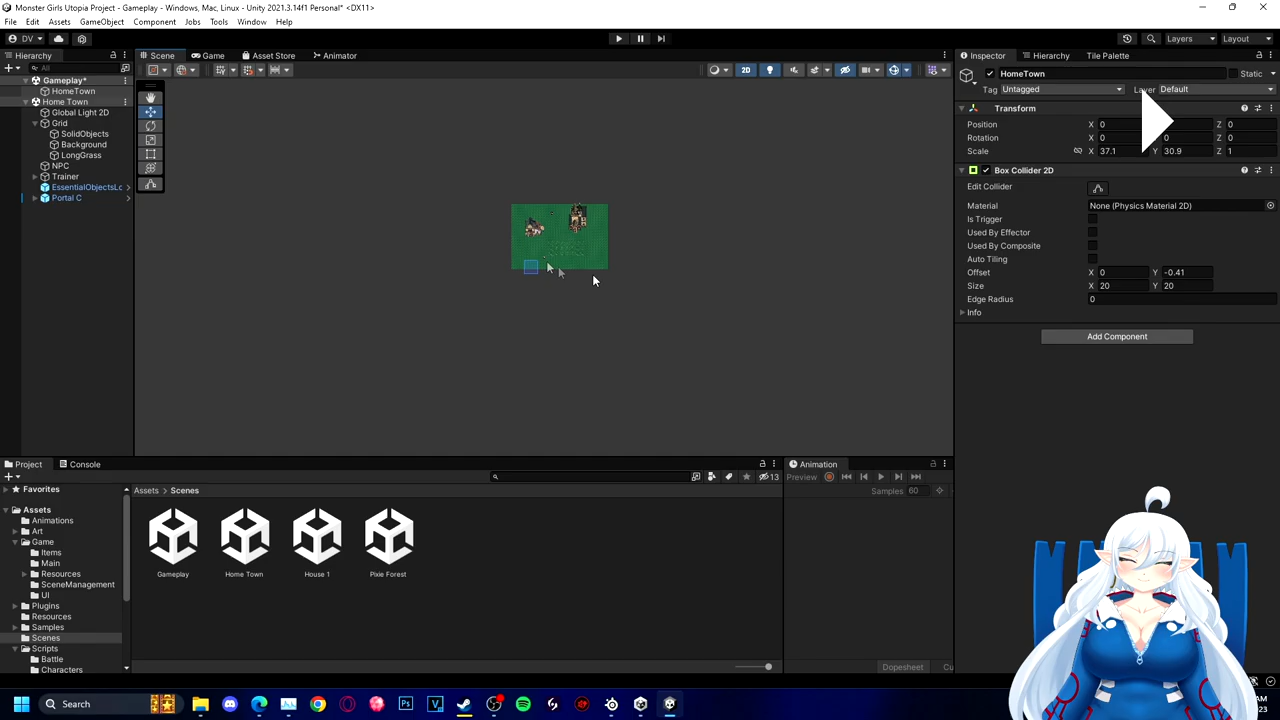 Monster Girls Utopia Project - Gameplay - Windows, Mac, Linux - Unity 2021.3.14f1 Personal* <DX11>
File Edit Assets GameObject Component Jobs Tools Window Help
DV Layers Layout
Hierarchy Scene Game Asset Store Animator Inspector Hierarchy Tile Palette
All 2D
Gameplay*
HomeTown
Home Town
Global Light 2D
Grid
SolidObjects
Background
LongGrass
NPC
Trainer
EssentialObjectsLo
Portal C
HomeTown Static
Tag Untagged Layer Default
Transform
Position X 0 Z 0
Rotation X 0 0 Z 0
Scale X 37.1 Y 30.9 Z 1
Box Collider 2D
Edit Collider
Material None (Physics Material 2D)
Is Trigger
Used By Effector
Used By Composite
Auto Tiling
Offset X 0 Y -0.41
Size X 20 Y 20
Edge Radius 0
Info
Add Component
Project Console
13
Favorites
Assets
Animations
Art
Game
Items
Main
Resources
SceneManagement
UI
Plugins
Resources
Samples
Scenes
Scripts
Battle
Characters
Assets > Scenes
Gameplay Home Town House 1 Pixie Forest
Animation
Preview
Samples 60
Dopesheet Cu
Search